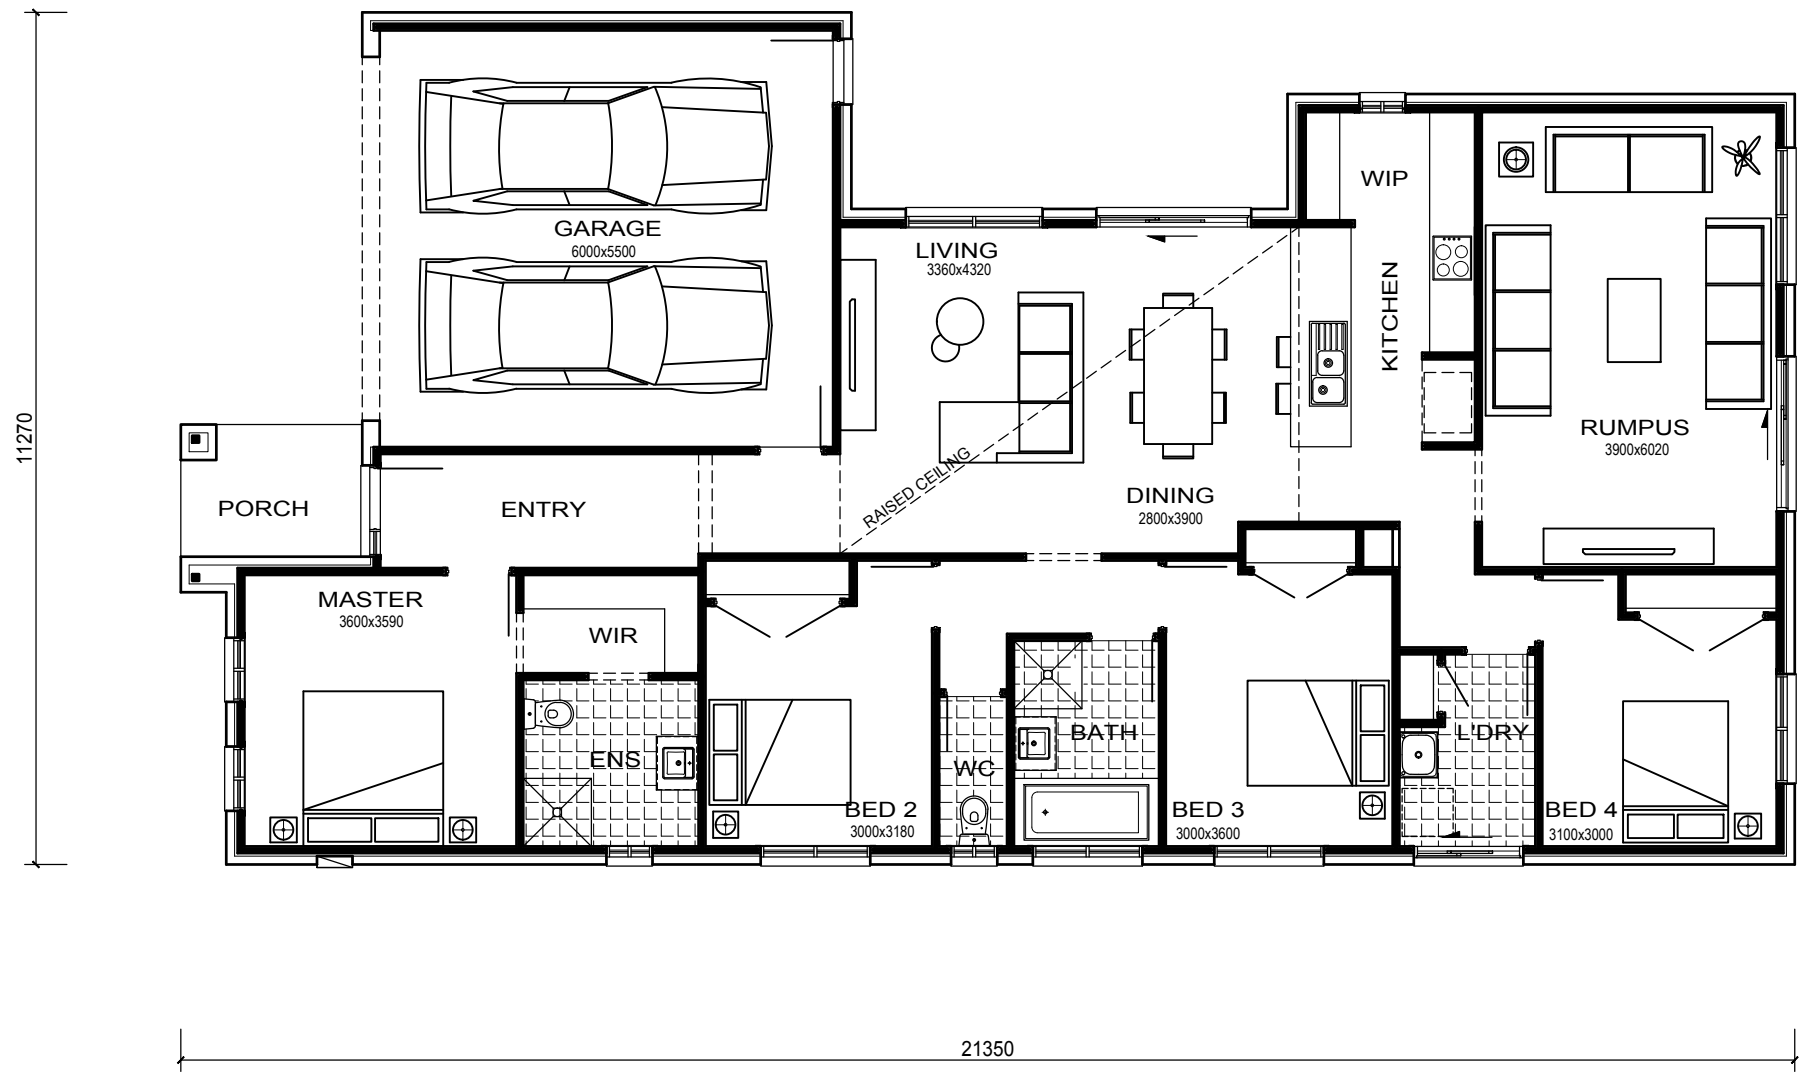 GARAGE
6000x5500
WIP
LIVING
3360x4320
KITCHEN
RUMPUS
3900x6020
11270
RAISED CEILING
DINING
2800x3900
PORCH
ENTRY
MASTER
3600x3590
WIR
ENS
BED 2
3000x3180
WC
BATH
BED 3
3000x3600
L'DRY
BED 4
3100x3000
21350